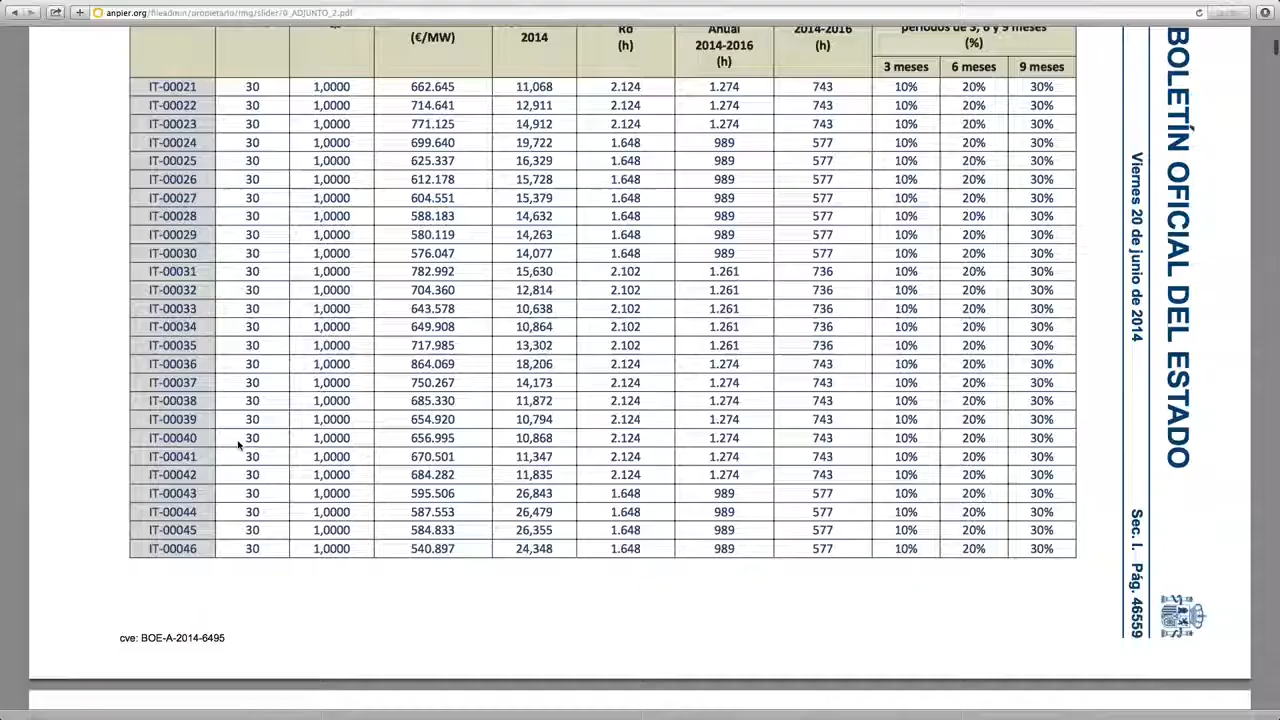 anpier.org/fileadmin/propietario/img/slider/0_ADJUNTO_2.pdf
(€/MW) 2014 Ro (h) Anual 2014-2016 (h) 2014-2016 (h) periodos de 3, 6 y 9 meses (%)
3 meses 6 meses 9 meses
IT-00021 30 1,0000 662.645 11,068 2.124 1.274 743 10% 20% 30%
IT-00022 30 1,0000 714.641 12,911 2.124 1.274 743 10% 20% 30%
IT-00023 30 1,0000 771.125 14,912 2.124 1.274 743 10% 20% 30%
IT-00024 30 1,0000 699.640 19,722 1.648 989 577 10% 20% 30%
IT-00025 30 1,0000 625.337 16,329 1.648 989 577 10% 20% 30%
IT-00026 30 1,0000 612.178 15,728 1.648 989 577 10% 20% 30%
IT-00027 30 1,0000 604.551 15,379 1.648 989 577 10% 20% 30%
IT-00028 30 1,0000 588.183 14,632 1.648 989 577 10% 20% 30%
IT-00029 30 1,0000 580.119 14,263 1.648 989 577 10% 20% 30%
IT-00030 30 1,0000 576.047 14,077 1.648 989 577 10% 20% 30%
IT-00031 30 1,0000 782.992 15,630 2.102 1.261 736 10% 20% 30%
IT-00032 30 1,0000 704.360 12,814 2.102 1.261 736 10% 20% 30%
IT-00033 30 1,0000 643.578 10,638 2.102 1.261 736 10% 20% 30%
IT-00034 30 1,0000 649.908 10,864 2.102 1.261 736 10% 20% 30%
IT-00035 30 1,0000 717.985 13,302 2.102 1.261 736 10% 20% 30%
IT-00036 30 1,0000 864.069 18,206 2.124 1.274 743 10% 20% 30%
IT-00037 30 1,0000 750.267 14,173 2.124 1.274 743 10% 20% 30%
IT-00038 30 1,0000 685.330 11,872 2.124 1.274 743 10% 20% 30%
IT-00039 30 1,0000 654.920 10,794 2.124 1.274 743 10% 20% 30%
IT-00040 30 1,0000 656.995 10,868 2.124 1.274 743 10% 20% 30%
IT-00041 30 1,0000 670.501 11,347 2.124 1.274 743 10% 20% 30%
IT-00042 30 1,0000 684.282 11,835 2.124 1.274 743 10% 20% 30%
IT-00043 30 1,0000 595.506 26,843 1.648 989 577 10% 20% 30%
IT-00044 30 1,0000 587.553 26,479 1.648 989 577 10% 20% 30%
IT-00045 30 1,0000 584.833 26,355 1.648 989 577 10% 20% 30%
IT-00046 30 1,0000 540.897 24,348 1.648 989 577 10% 20% 30%
cve: BOE-A-2014-6495
BOLETÍN OFICIAL DEL ESTADO
Viernes 20 de junio de 2014
Sec. I. Pág. 46559